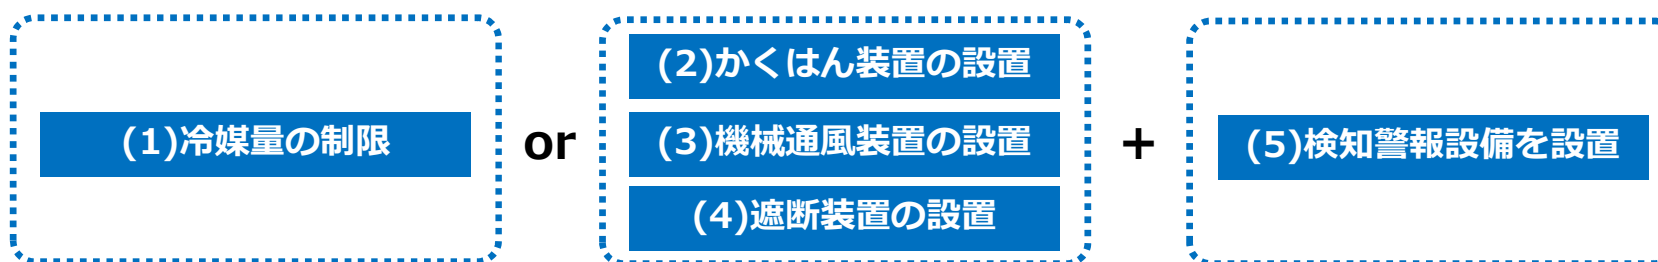 (1)冷媒量の制限
or
(2)かくはん装置の設置
(3)機械通風装置の設置
(4)遮断装置の設置
+
(5)検知警報設備を設置